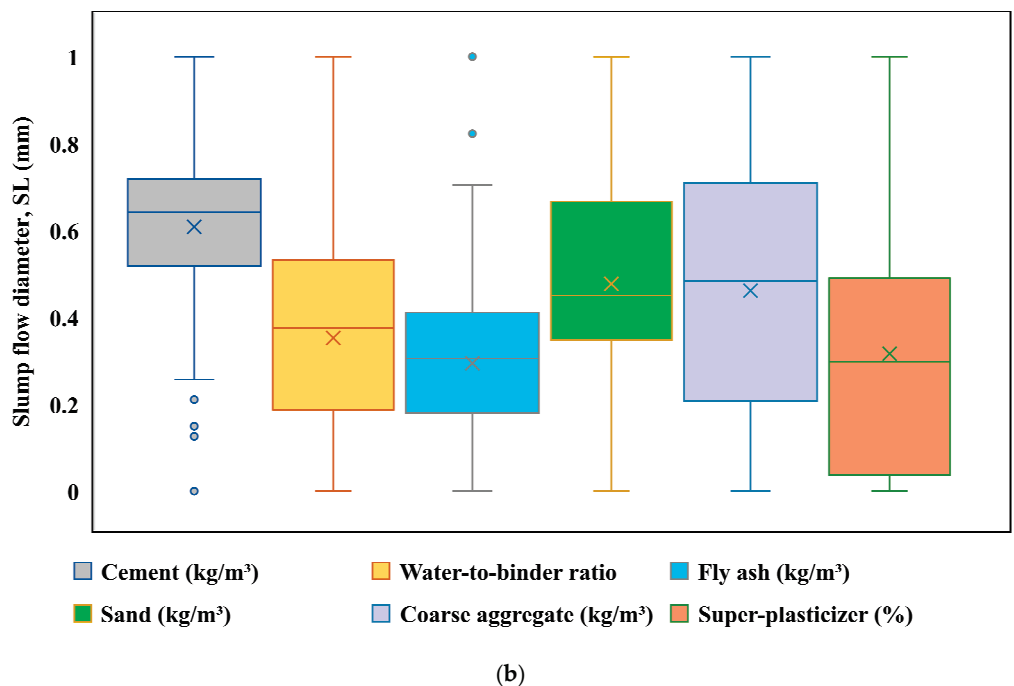 Slump flow diameter, SL (mm)
1
0.8
0.6
0.4
0.2
0
Cement (kg/m³)
Water-to-binder ratio
Fly ash (kg/m³)
Sand (kg/m³)
Coarse aggregate (kg/m³)
Super-plasticizer (%)
(b)